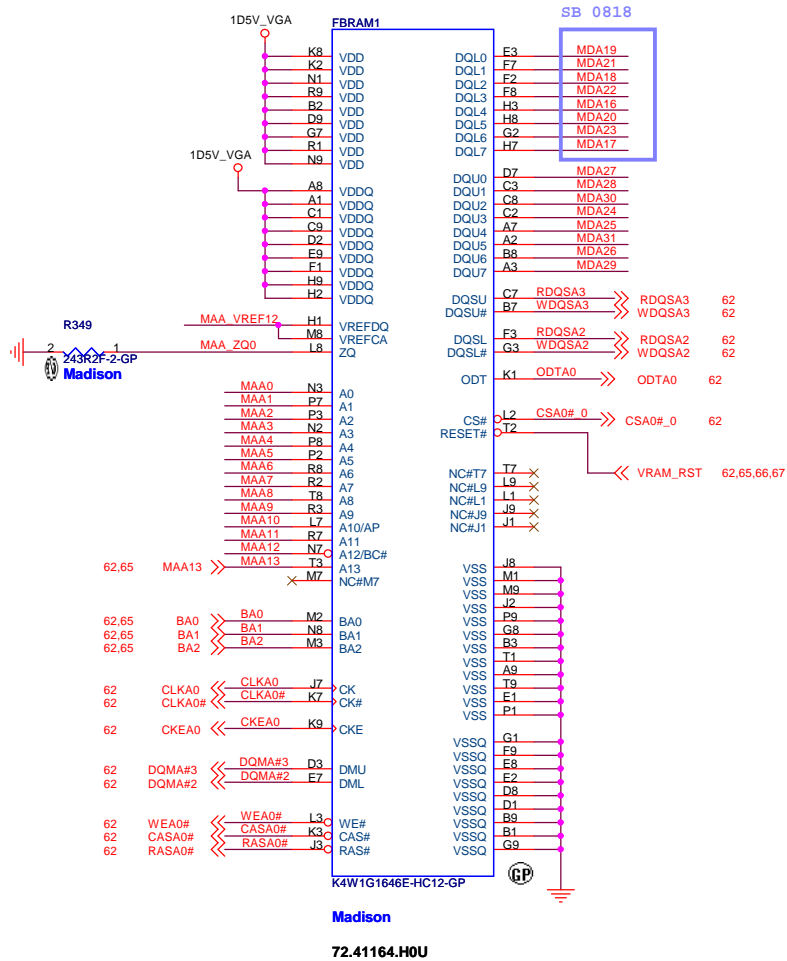 SB 0818
1D5V_VGA
FBRAM1
K8 VDD
K2 VDD
N1 VDD
R9 VDD
B2 VDD
D9 VDD
G7 VDD
R1 VDD
N9 VDD
1D5V_VGA
A8 VDDQ
A1 VDDQ
C1 VDDQ
C9 VDDQ
D2 VDDQ
E9 VDDQ
F1 VDDQ
H9 VDDQ
H2 VDDQ
MAA_VREF12 H1 VREFDQ
M8 VREFCA
R349
2 1 MAA_ZQ0 L8 ZQ
243R2F-2-GP
Madison
MAA0 N3 A0
MAA1 P7 A1
MAA2 P3 A2
MAA3 N2 A3
MAA4 P8 A4
MAA5 P2 A5
MAA6 R8 A6
MAA7 R2 A7
MAA8 T8 A8
MAA9 R3 A9
MAA10 L7 A10/AP
MAA11 R7 A11
MAA12 N7 A12/BC#
62,65 MAA13 MAA13 T3 A13
M7 NC#M7
62,65 BA0 BA0 M2 BA0
62,65 BA1 BA1 N8 BA1
62,65 BA2 BA2 M3 BA2
62 CLKA0 CLKA0 J7 CK
62 CLKA0# CLKA0# K7 CK#
62 CKEA0 CKEA0 K9 CKE
62 DQMA#3 DQMA#3 D3 DMU
62 DQMA#2 DQMA#2 E7 DML
62 WEA0# WEA0# L3 WE#
62 CASA0# CASA0# K3 CAS#
62 RASA0# RASA0# J3 RAS#
DQL0 E3 MDA19
DQL1 F7 MDA21
DQL2 F2 MDA18
DQL3 F8 MDA22
DQL4 H3 MDA16
DQL5 H8 MDA20
DQL6 G2 MDA23
DQL7 H7 MDA17
DQU0 D7 MDA27
DQU1 C3 MDA28
DQU2 C8 MDA30
DQU3 C2 MDA24
DQU4 A7 MDA25
DQU5 A2 MDA31
DQU6 B8 MDA26
DQU7 A3 MDA29
DQSU C7 RDQSA3 RDQSA3 62
DQSU# B7 WDQSA3 WDQSA3 62
DQSL F3 RDQSA2 RDQSA2 62
DQSL# G3 WDQSA2 WDQSA2 62
ODT K1 ODTA0 ODTA0 62
CS# L2 CSA0#_0 CSA0#_0 62
RESET# T2
VRAM_RST 62,65,66,67
NC#T7 T7
NC#L9 L9
NC#L1 L1
NC#J9 J9
NC#J1 J1
VSS J8
VSS M1
VSS M9
VSS J2
VSS P9
VSS G8
VSS B3
VSS T1
VSS A9
VSS T9
VSS E1
VSS P1
VSSQ G1
VSSQ F9
VSSQ E8
VSSQ E2
VSSQ D8
VSSQ D1
VSSQ B9
VSSQ B1
VSSQ G9
GP
K4W1G1646E-HC12-GP
Madison
72.41164.H0U